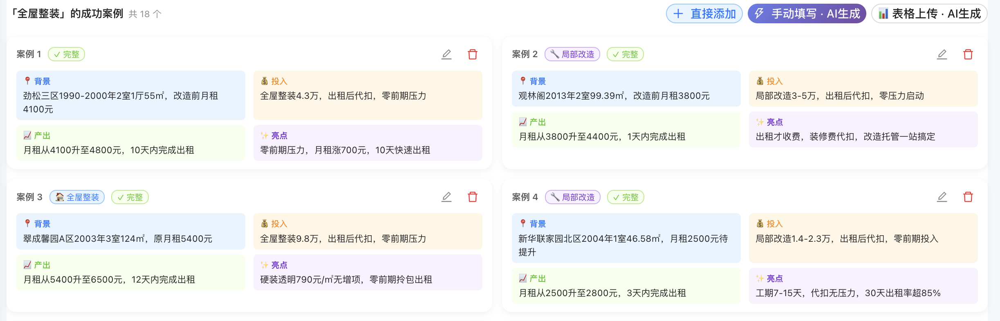 「全屋整装」的成功案例 共 18 个
直接添加
手动填写 · AI生成
表格上传 · AI生成
案例 1 完整
背景
劲松三区1990-2000年2室1厅55㎡，改造前月租
4100元
投入
全屋整装4.3万，出租后代扣，零前期压力
产出
月租从4100升至4800元，10天内完成出租
亮点
零前期压力，月租涨700元，10天快速出租
案例 2 局部改造 完整
背景
观林阁2013年2室99.39㎡，改造前月租3800元
投入
局部改造3-5万，出租后代扣，零压力启动
产出
月租从3800升至4400元，1天内完成出租
亮点
出租才收费，装修费代扣，改造托管一站搞定
案例 3 全屋整装 完整
背景
翠成馨园A区2003年3室124㎡，原月租5400元
投入
全屋整装9.8万，出租后代扣，零前期压力
产出
月租从5400升至6500元，12天内完成出租
亮点
硬装透明790元/㎡无增项，零前期拎包出租
案例 4 局部改造 完整
背景
新华联家园北区2004年1室46.58㎡，月租2500元待
提升
投入
局部改造1.4-2.3万，出租后代扣，零前期投入
产出
月租从2500升至2800元，3天内完成出租
亮点
工期7-15天，代扣无压力，30天出租率超85%